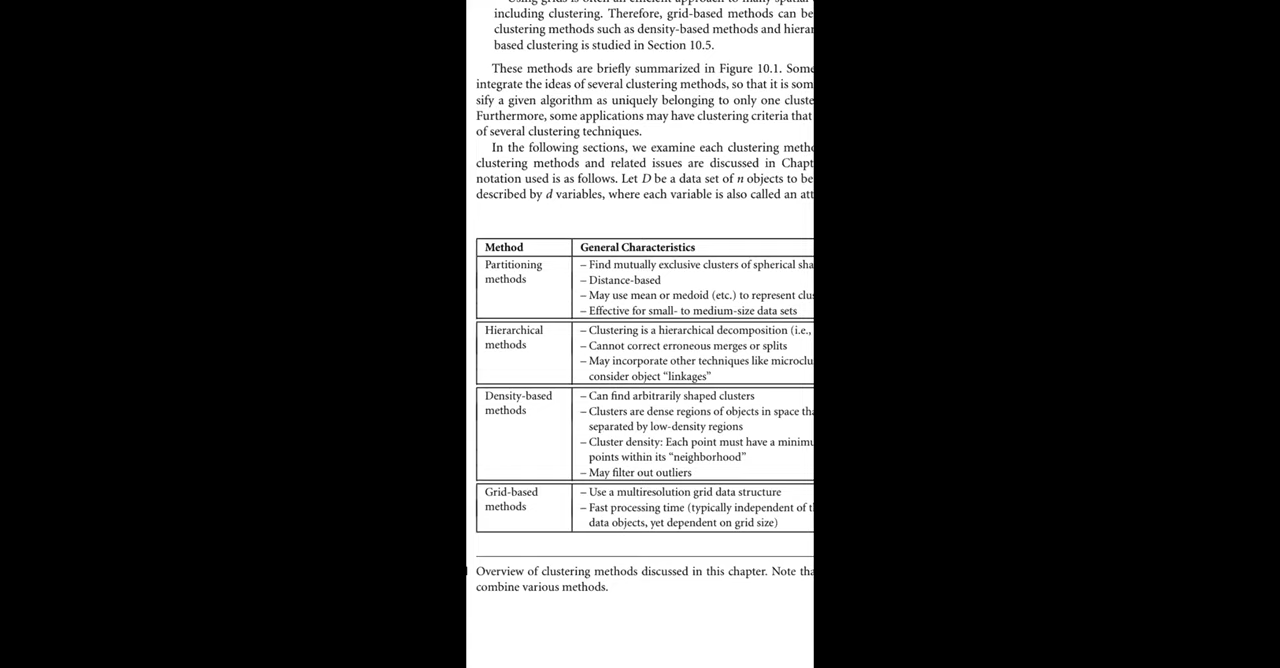 Using grids is often an efficient approach to many spatial
including clustering. Therefore, grid-based methods can be
clustering methods such as density-based methods and hierar
based clustering is studied in Section 10.5.
These methods are briefly summarized in Figure 10.1. Some
integrate the ideas of several clustering methods, so that it is som
sify a given algorithm as uniquely belonging to only one cluste
Furthermore, some applications may have clustering criteria that
of several clustering techniques.
In the following sections, we examine each clustering metho
clustering methods and related issues are discussed in Chapt
notation used is as follows. Let D be a data set of n objects to be
described by d variables, where each variable is also called an att
Method General Characteristics
Partitioning – Find mutually exclusive clusters of spherical sha
methods – Distance-based
– May use mean or medoid (etc.) to represent clus
– Effective for small- to medium-size data sets
Hierarchical – Clustering is a hierarchical decomposition (i.e.,
methods – Cannot correct erroneous merges or splits
– May incorporate other techniques like microclu
consider object “linkages”
Density-based – Can find arbitrarily shaped clusters
methods – Clusters are dense regions of objects in space tha
separated by low-density regions
– Cluster density: Each point must have a minimu
points within its “neighborhood”
– May filter out outliers
Grid-based – Use a multiresolution grid data structure
methods – Fast processing time (typically independent of t
data objects, yet dependent on grid size)
Overview of clustering methods discussed in this chapter. Note tha
combine various methods.